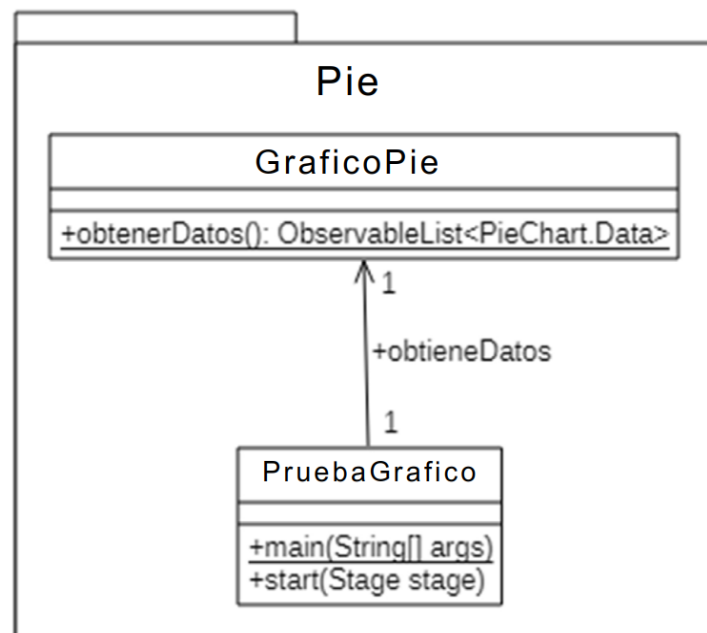 Pie
GraficoPie
+obtenerDatos(): ObservableList<PieChart.Data>
1
+obtieneDatos
1
PruebaGrafico
+main(String[] args)
+start(Stage stage)